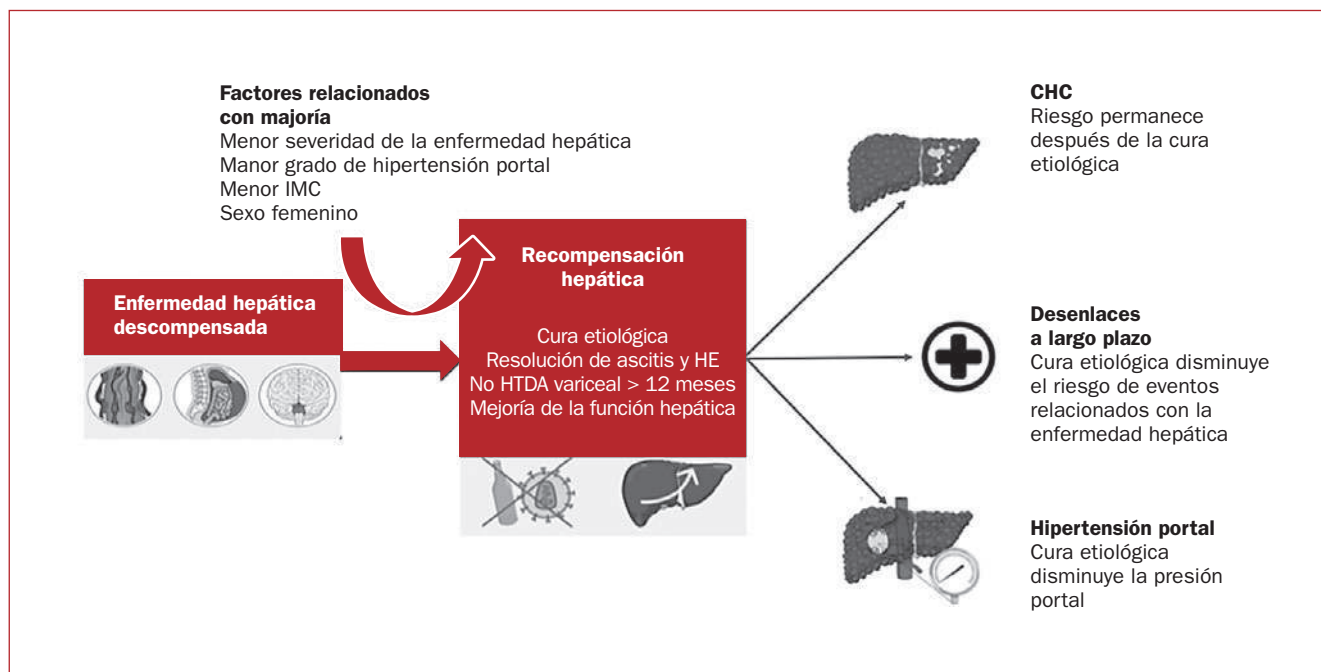 Factores relacionados
con majoría
Menor severidad de la enfermedad hepática
Manor grado de hipertensión portal
Menor IMC
Sexo femenino
Enfermedad hepática
descompensada
Recompensación
hepática
Cura etiológica
Resolución de ascitis y HE
No HTDA variceal > 12 meses
Mejoría de la función hepática
CHC
Riesgo permanece
después de la cura
etiológica
Desenlaces
a largo plazo
Cura etiológica disminuye
el riesgo de eventos
relacionados con la
enfermedad hepática
Hipertensión portal
Cura etiológica
disminuye la presión
portal